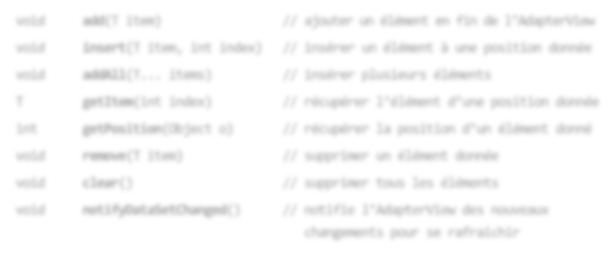 void add(T item) // ajouter un élément en fin de l'AdapterView
void insert(T item, int index) // insérer un élément à une position donnée
void addAll(T... items) // insérer plusieurs éléments
T getItem(int index) // récupérer l'élément d'une position donnée
int getPosition(Object o) // récupérer la position d'un élément donné
void remove(T item) // supprimer un élément donnée
void clear() // supprimer tous les éléments
void notifyDataSetChanged() // notifie l'AdapterView des nouveaux
changements pour se rafraichir